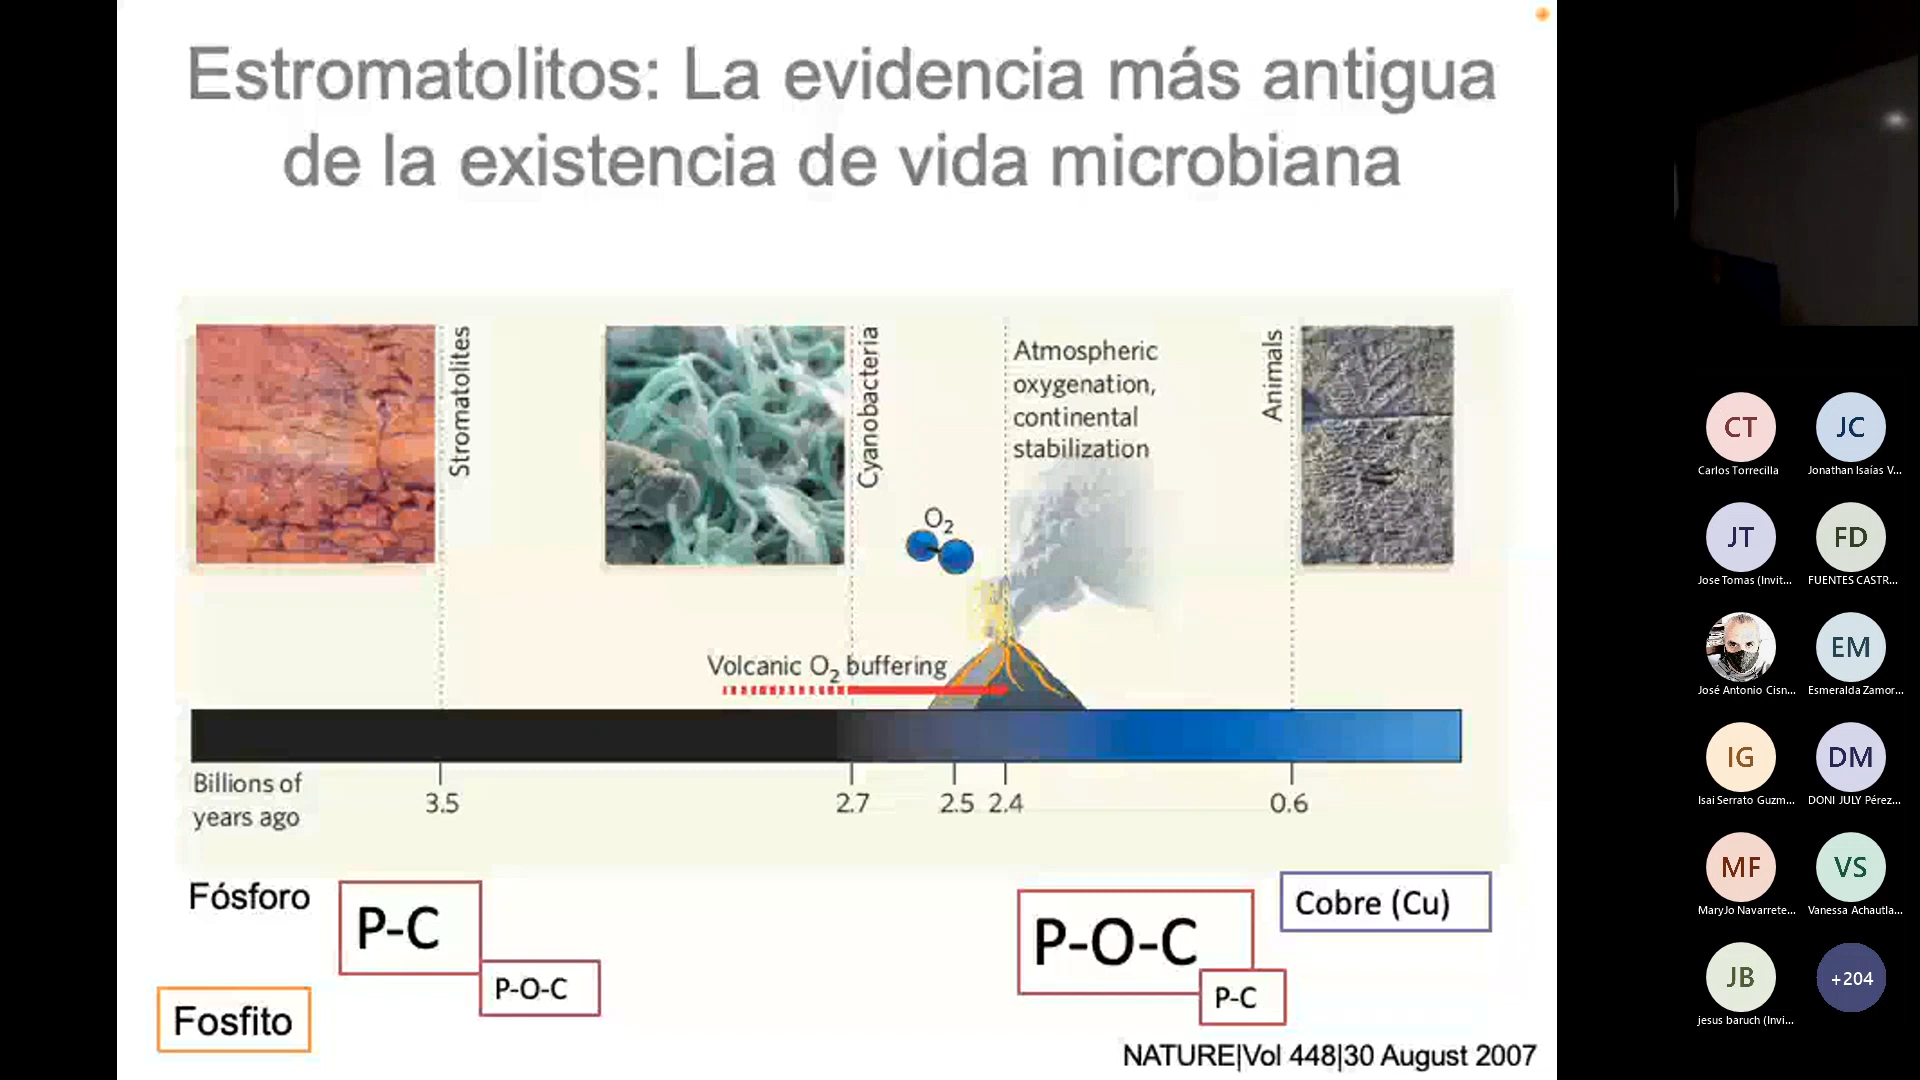 Estromatolitos: La evidencia más antigua
de la existencia de vida microbiana
Stromatolites
Cyanobacteria
O2
Atmospheric
oxygenation,
continental
stabilization
Animals
Volcanic O2 buffering
Billions of
years ago
3.5
2.7
2.5
2.4
0.6
Fósforo
P-C
P-O-C
Fosfito
P-O-C
P-C
Cobre (Cu)
NATURE|Vol 448|30 August 2007
CT
Carlos Torrecilla
JC
Jonathan Isaías V...
JT
Jose Tomas (Invit...
FD
FUENTES CASTR...
José Antonio Cisn...
EM
Esmeralda Zamor...
IG
Isai Serrato Guzm...
DM
DONI JULY Pérez...
MF
MaryJo Navarrete...
VS
Vanessa Achautla...
JB
jesus baruch (Invi...
+204